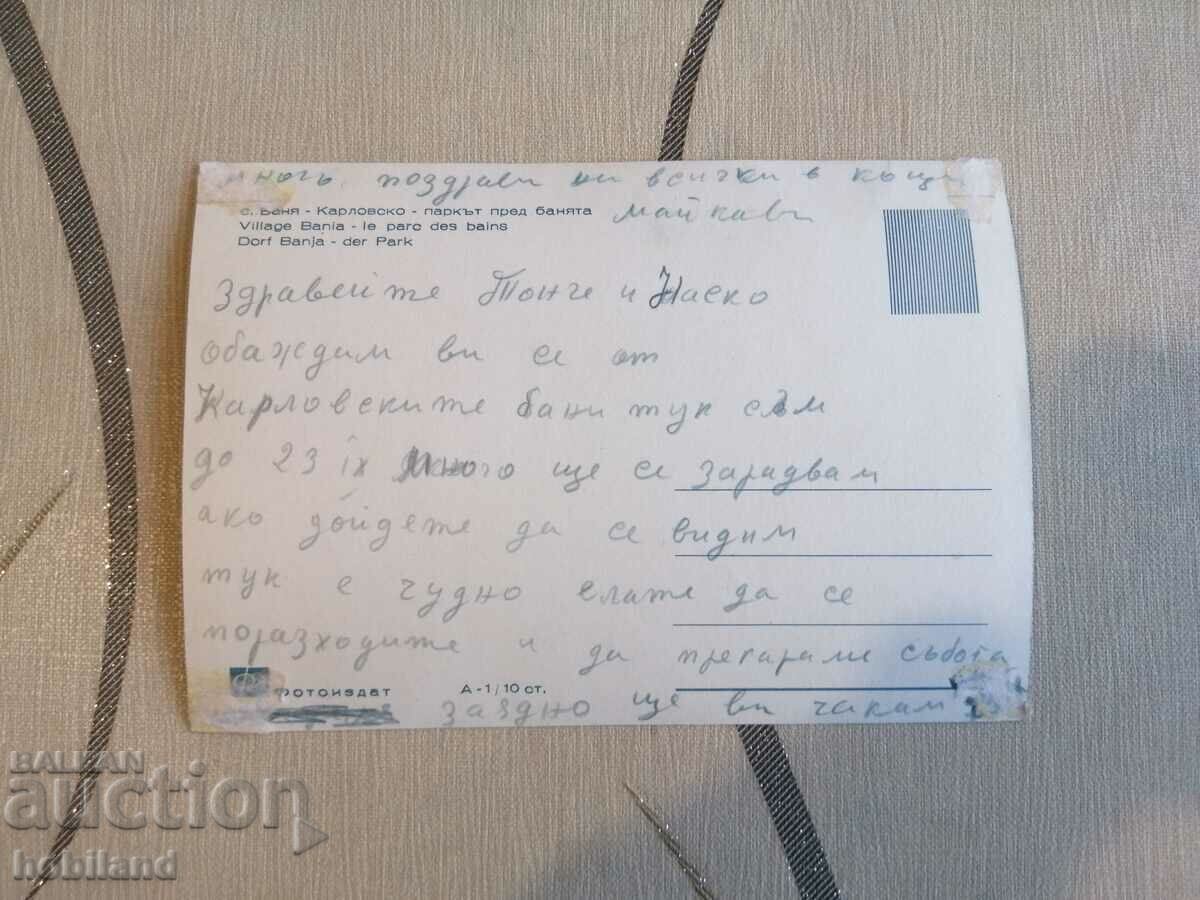 много поздрави на всички в къщи
майка ви
с. Баня - Карловско - паркът пред банята
Village Bania - le parc des bains
Dorf Banja - der Park
здравейте Тонче и Наско
обаждам ви се от
Карловските бани тук съм
до 23 IX много ще се зарадвам
ако дойдете да се видим
тук е чудно елате да се
поразходите и да прекараме събота
Фотоиздат А-1/10 ст.
заздно ще ви чакам
BALKAN
auction
hobiland